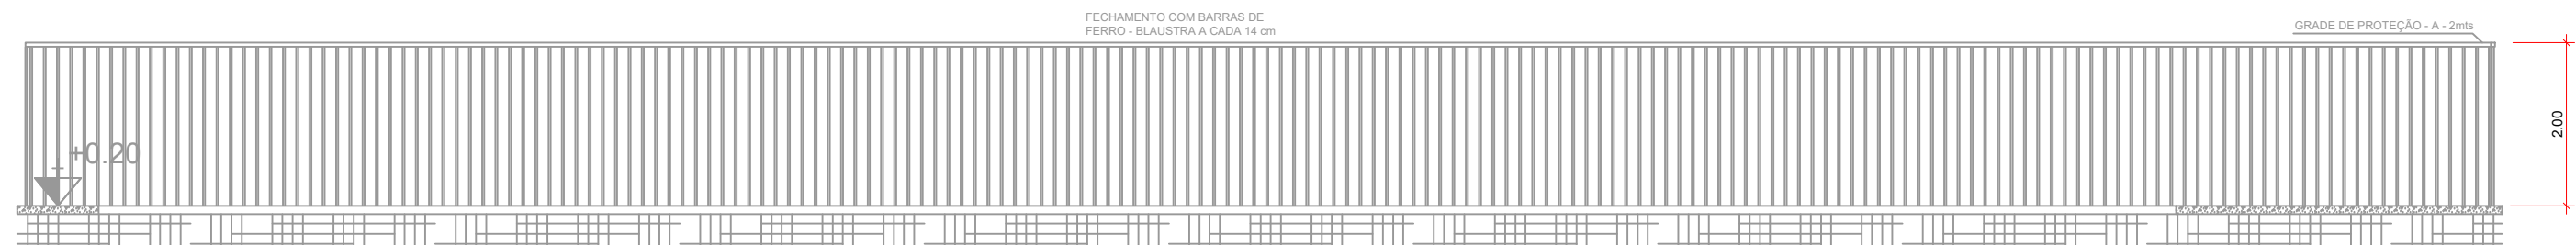 FECHAMENTO COM BARRAS DE
FERRO - BLAUSTRA A CADA 14 cm
GRADE DE PROTEÇÃO - A - 2mts
2.00
+0.20